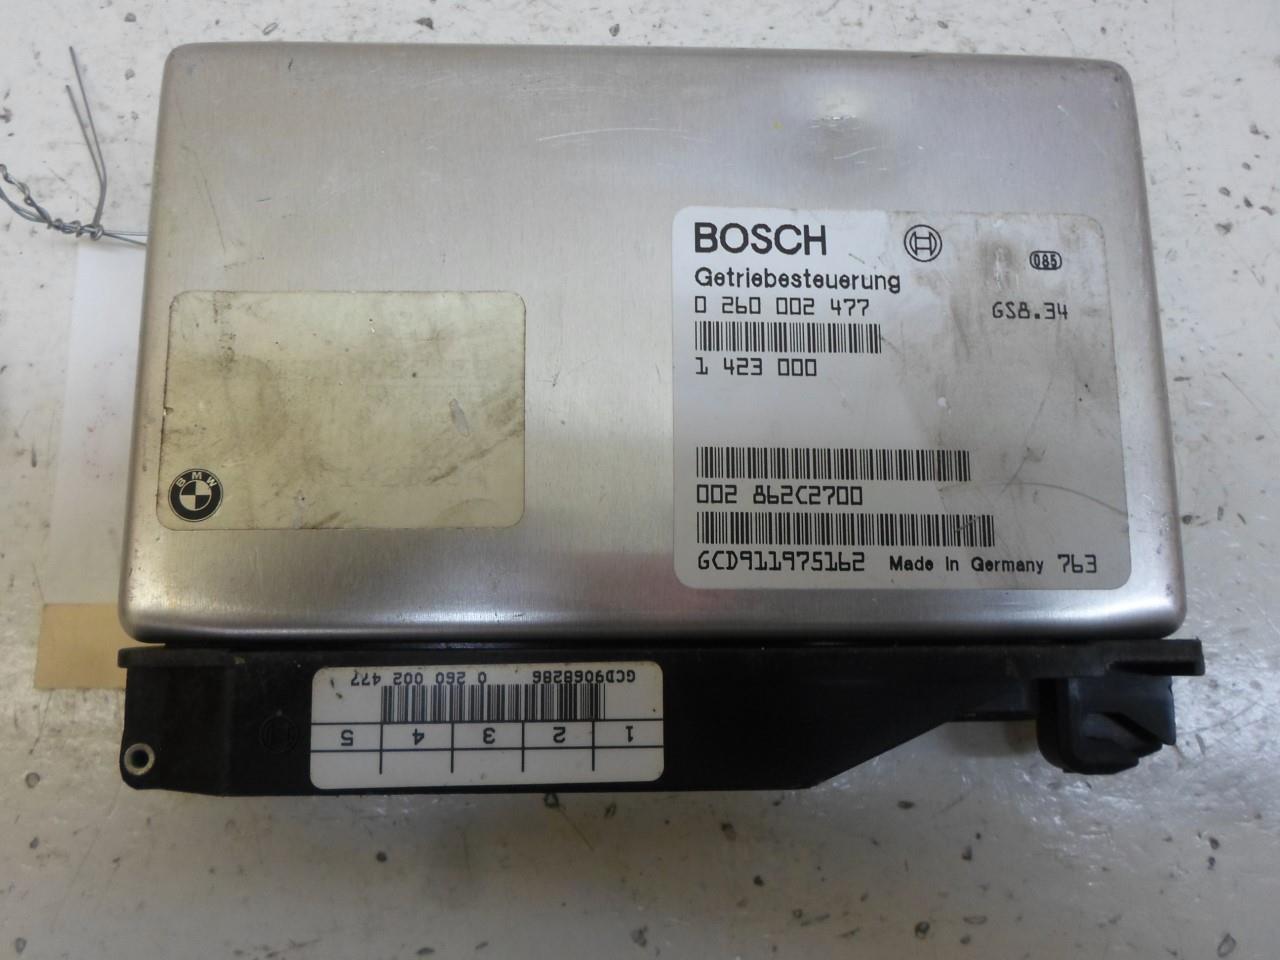 BOSCH
Getriebesteuerung 085
0 260 002 477 GS8.34
1 423 000
002 862C2700
GCD911975162 Made in Germany 763
BMW
1 2 3 4 5
GCD9068286 0 260 002 477